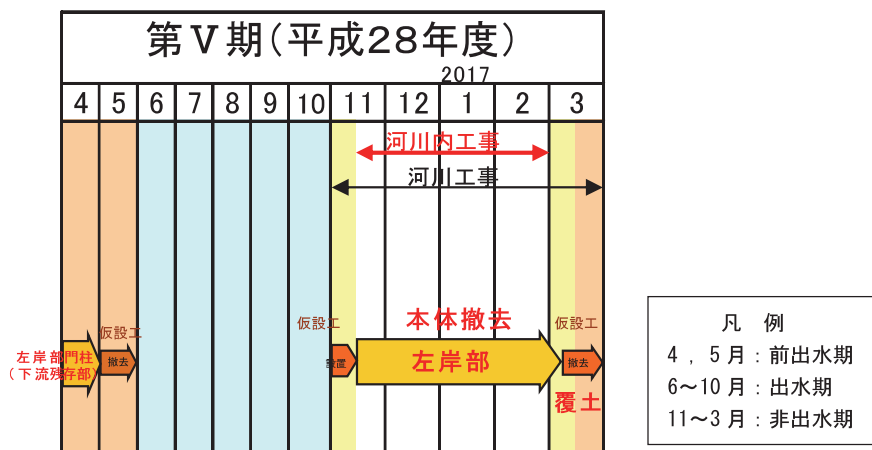 第Ⅴ期(平成28年度)
2017
4 5 6 7 8 9 10 11 12 1 2 3
河川内工事
河川工事
仮設工
左岸部門柱
(下流残存部)
撤去
仮設工
設置
本体撤去
左岸部
仮設工
撤去
覆土
凡 例
4 , 5 月 : 前出水期
6~10 月 : 出水期
11~3 月 : 非出水期